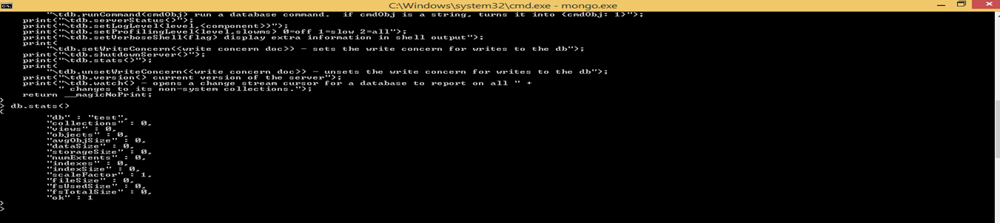 C:\Windows\system32\cmd.exe - mongo.exe
"\tdb.runCommand(cmdObj) run a database command.  if cmdObj is a string, turns it into {cmdObj: 1}");
print("\tdb.serverStatus()");
print("\tdb.setLogLevel(level,<component>)");
print("\tdb.setProfilingLevel(level,slowms) 0=off 1=slow 2=all");
print("\tdb.setVerboseShell(flag) display extra information in shell output");
print(
"\tdb.setWriteConcern(<write concern doc>) - sets the write concern for writes to the db");
print("\tdb.shutdownServer()");
print("\tdb.stats()");
print(
"\tdb.unsetWriteConcern(<write concern doc>) - unsets the write concern for writes to the db");
print("\tdb.version() current version of the server");
print("\tdb.watch() - opens a change stream cursor for a database to report on all " +
" changes to its non-system collections.");
return __magicNoPrint;
>
> db.stats()
{
"db" : "test",
"collections" : 0,
"views" : 0,
"objects" : 0,
"avgObjSize" : 0,
"dataSize" : 0,
"storageSize" : 0,
"numExtents" : 0,
"indexes" : 0,
"indexSize" : 0,
"scaleFactor" : 1,
"fileSize" : 0,
"fsUsedSize" : 0,
"fsTotalSize" : 0,
"ok" : 1
>
>